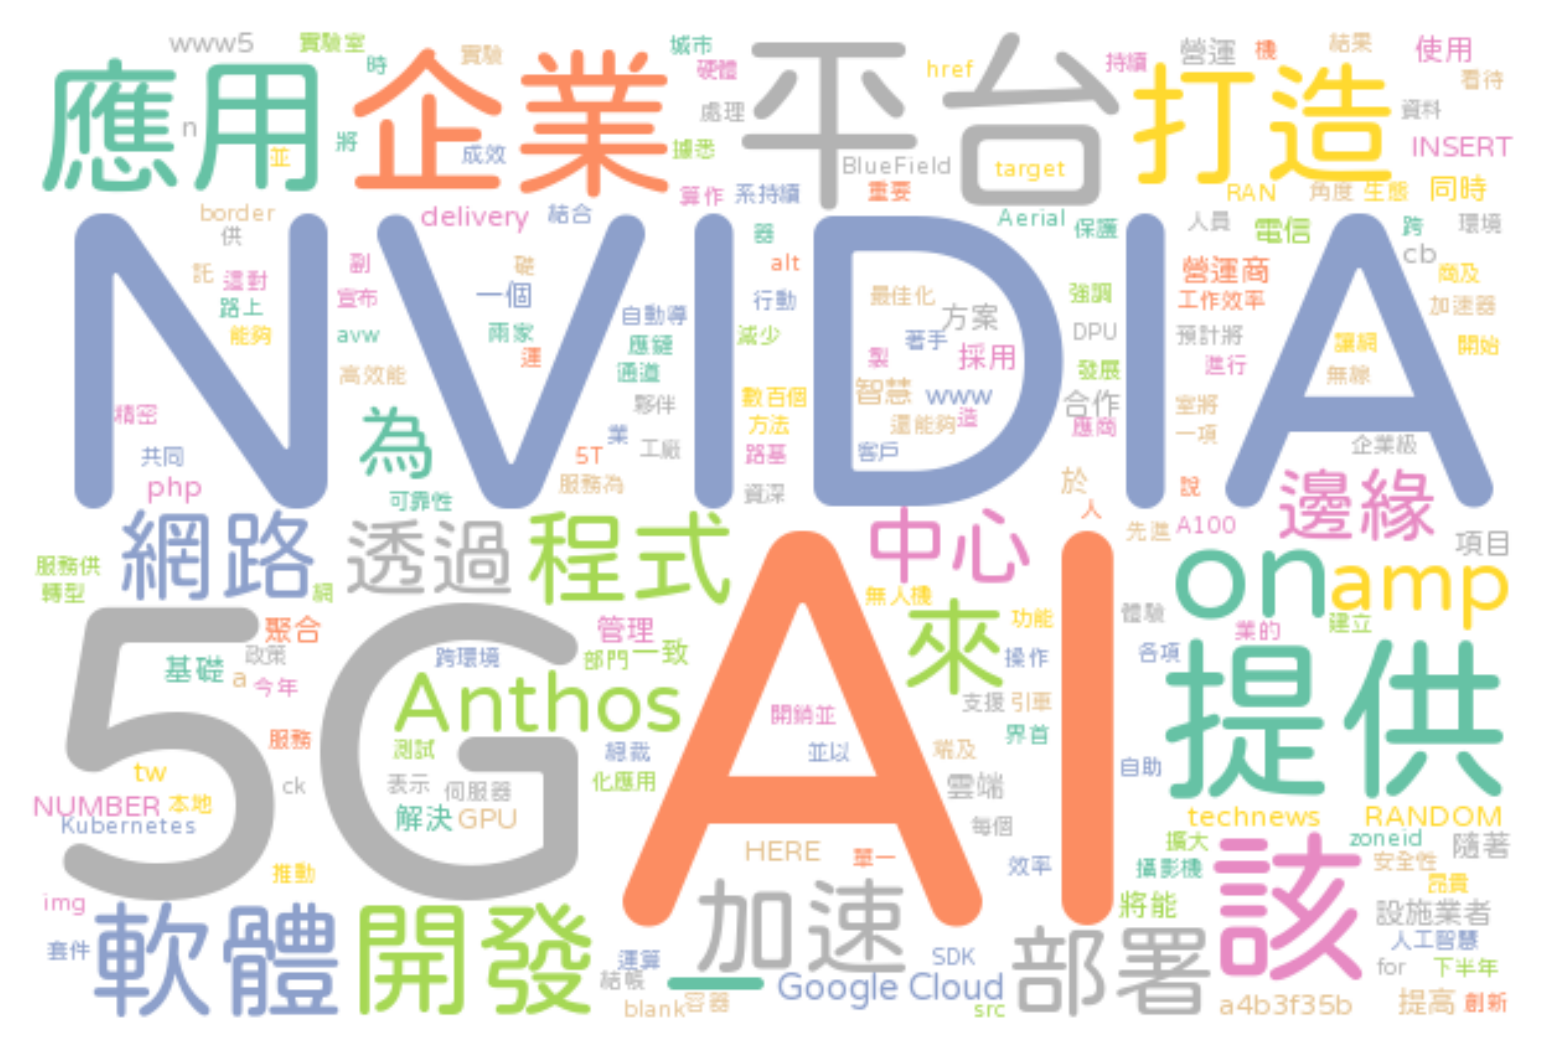 www5 實驗室 時 實驗 城市 硬體 href 持續 營運 機 結果 使用 看待
應用 企業 平台 打造
n 並 將 成效 據悉 處理 BlueField target 資料 INSERT
算作 系持續 重要 RAN 角度 生態 同時
border 供 delivery 結合 器 Aerial 保護 人員 電信 跨 環境 cb
NVIDIA
託 這對 副 礎 alt 營運商 商及
路上 宣布 一個 自動導 行動 最佳化 方案 強調 工作效率 加速器
能夠 avw 兩家 應鏈 減少 著手 DPU 預計將 讓網 開始
高效能 運 通道 製 採用 發展 進行 無線
精密 夥伴 數百個 智慧 www 合作 室將
為 業 方法 還能夠 造 應商 一項 企業級
共同 5T 工廠 路基 客戶
php 可靠性 服務為 資深 於 說 邊緣
網路 透過 程式 中心 人 先進 A100 項目
服務供 轉型 網 無人機 on amp
5G AI
聚合 管理 來 功能 體驗 業的 建立
基礎 政策 a 今年 跨環境 部門 一致 操作 各項 提供
Anthos 開銷並 支援 引車
服務 測試 總裁 並以 端及 界首 自助
tw ck 表示 伺服器 化應用 雲端
NUMBER 本地 解決 GPU 每個 technews RANDOM
Kubernetes HERE 單一 效率 擴大 zoneid 隨著
推動 攝影機 該 安全性 昂貴
img 軟體 開發 加速 將能 設施業者
套件 運算 SDK 部署 人工智慧
結帳 一 Google Cloud for 下半年
blank 容器 src a4b3f35b 提高 創新